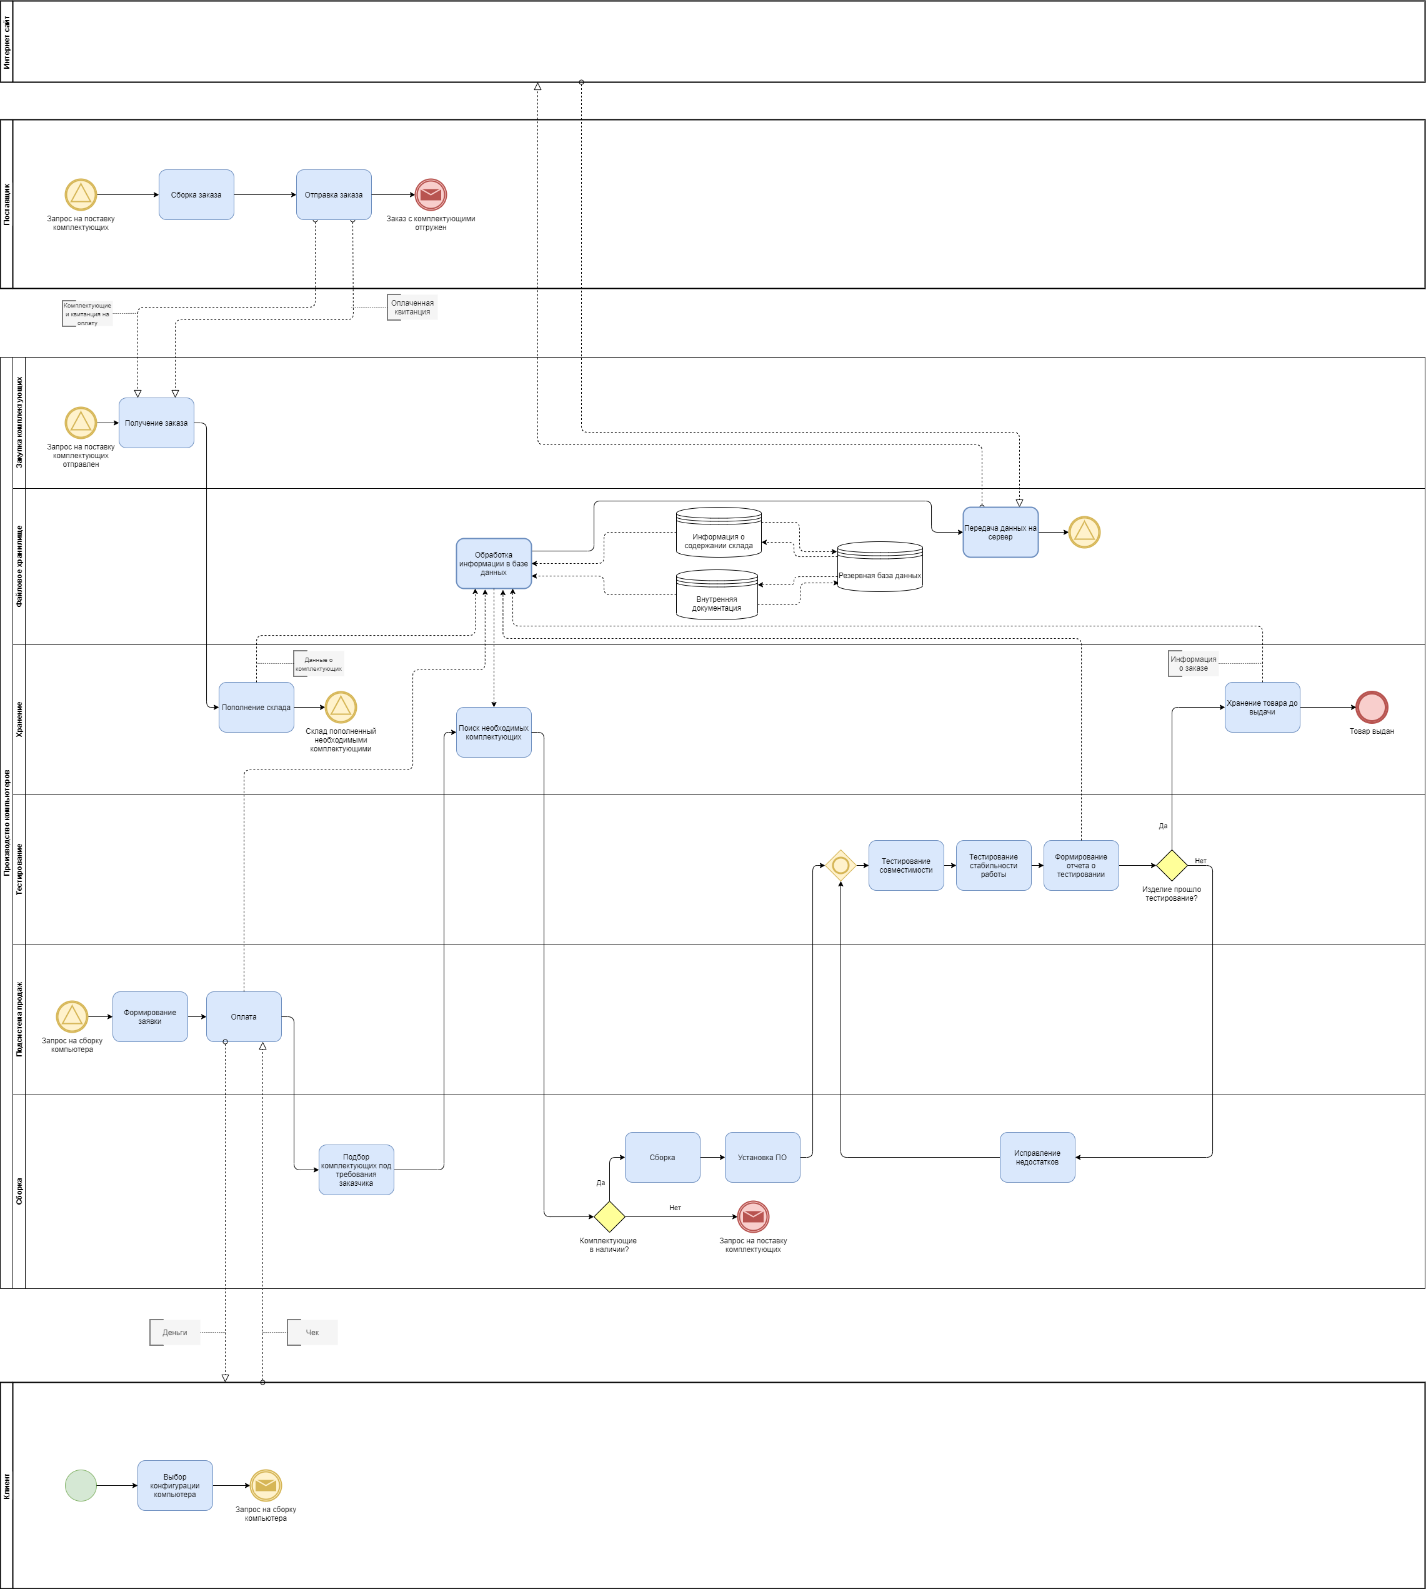 Интернет сайт
Поставщик
Запрос на поставку
комплектующих
Сборка заказа
Отправка заказа
Заказ с комплектующими
отгружен
Комплектующие
и квитанция на
оплату
Оплаченная
квитанция
Производство компьютеров
Закупка комплектующих
Запрос на поставку
комплектующих
отправлен
Получение заказа
Файловое хранилище
Обработка
информации в базе
данных
Информация о
содержании склада
Внутренняя
документация
Резервная база данных
Передача данных на
сервер
Хранение
Данные о
комплектующих
Пополнение склада
Склад пополненный
необходимыми
комплектующими
Поиск необходимых
комплектующих
Информация
о заказе
Хранение товара до
выдачи
Товар выдан
Тестирование
Тестирование
совместимости
Тестирование
стабильности
работы
Формирование
отчета о
тестировании
Да
Нет
Изделие прошло
тестирование?
Подсистема продаж
Запрос на сборку
компьютера
Формирование
заявки
Оплата
Сборка
Подбор
комплектующих под
требования
заказчика
Да
Комплектующие
в наличии?
Нет
Сборка
Установка ПО
Запрос на поставку
комплектующих
Исправление
недостатков
Деньги
Чек
Клиент
Выбор
конфигурации
компьютера
Запрос на сборку
компьютера